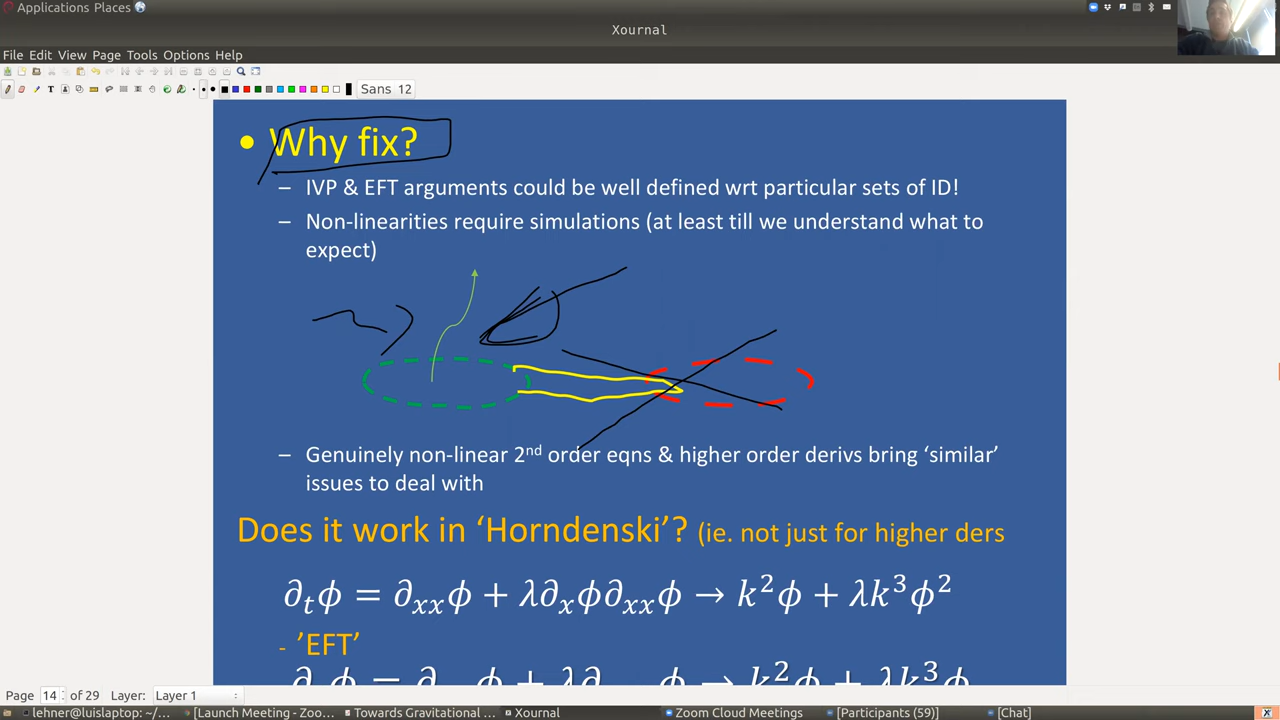 Applications Places
Xournal
File Edit View Page Tools Options Help
Sans 12
• Why fix?
– IVP & EFT arguments could be well defined wrt particular sets of ID!
– Non-linearities require simulations (at least till we understand what to
expect)
– Genuinely non-linear 2nd order eqns & higher order derivs bring ‘similar’
issues to deal with
Does it work in ‘Horndenski’? (ie. not just for higher ders
∂ₜϕ = ∂ₓₓϕ + λ∂ₓϕ∂ₓₓϕ → k²ϕ + λk³ϕ²
- ’EFT’
Page 14 of 29 Layer: Layer 1
lehner@luislaptop: ~/... [Launch Meeting - Zoo... Towards Gravitational ... Xournal Zoom Cloud Meetings [Participants (59)] [Chat]